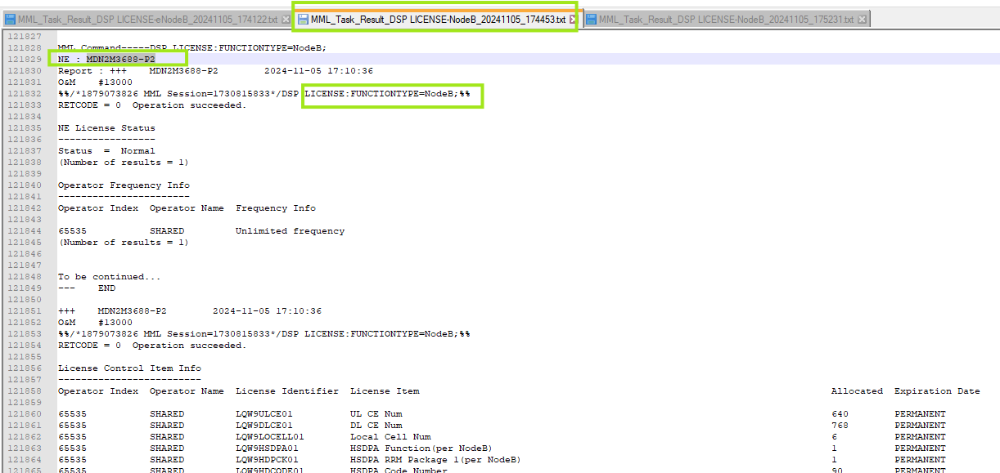 MML_Task_Result_DSP LICENSE-eNodeB_20241105_174122.txt MML_Task_Result_DSP LICENSE-NodeB_20241105_174453.txt MML_Task_Result_DSP LICENSE_20241105_175231.txt
121827
121828 MML Command-----DSP LICENSE:FUNCTIONTYPE=NodeB;
121829 NE : MDN2M3688-P2
121830 Report : +++ MDN2M3688-P2 2024-11-05 17:10:36
121831 O&M #13000
121832 %%/*1879073826 MML Session=1730815833*/DSP LICENSE:FUNCTIONTYPE=NodeB;%%
121833 RETCODE = 0 Operation succeeded.
121834
121835 NE License Status
121836 -----------------
121837 Status = Normal
121838 (Number of results = 1)
121839
121840 Operator Frequency Info
121841 -----------------------
121842 Operator Index Operator Name Frequency Info
121843
121844 65535 SHARED Unlimited frequency
121845 (Number of results = 1)
121846
121847
121848 To be continued...
121849 --- END
121850
121851 +++ MDN2M3688-P2 2024-11-05 17:10:36
121852 O&M #13000
121853 %%/*1879073826 MML Session=1730815833*/DSP LICENSE:FUNCTIONTYPE=NodeB;%%
121854 RETCODE = 0 Operation succeeded.
121855
121856 License Control Item Info
121857 -------------------------
121858 Operator Index Operator Name License Identifier License Item Allocated Expiration Date
121859
121860 65535 SHARED LQW9ULCE01 UL CE Num 640 PERMANENT
121861 65535 SHARED LQW9DLCE01 DL CE Num 768 PERMANENT
121862 65535 SHARED LQW9LOCELL01 Local Cell Num 6 PERMANENT
121863 65535 SHARED LQW9HSDPA01 HSDPA Function(per NodeB) 1 PERMANENT
121864 65535 SHARED LQW9HDPCK01 HSDPA RRM Package 1(per NodeB) 1 PERMANENT
121865 65535 SHARED LQW9HDCODE01 HSDPA Code Number 90 PERMANENT